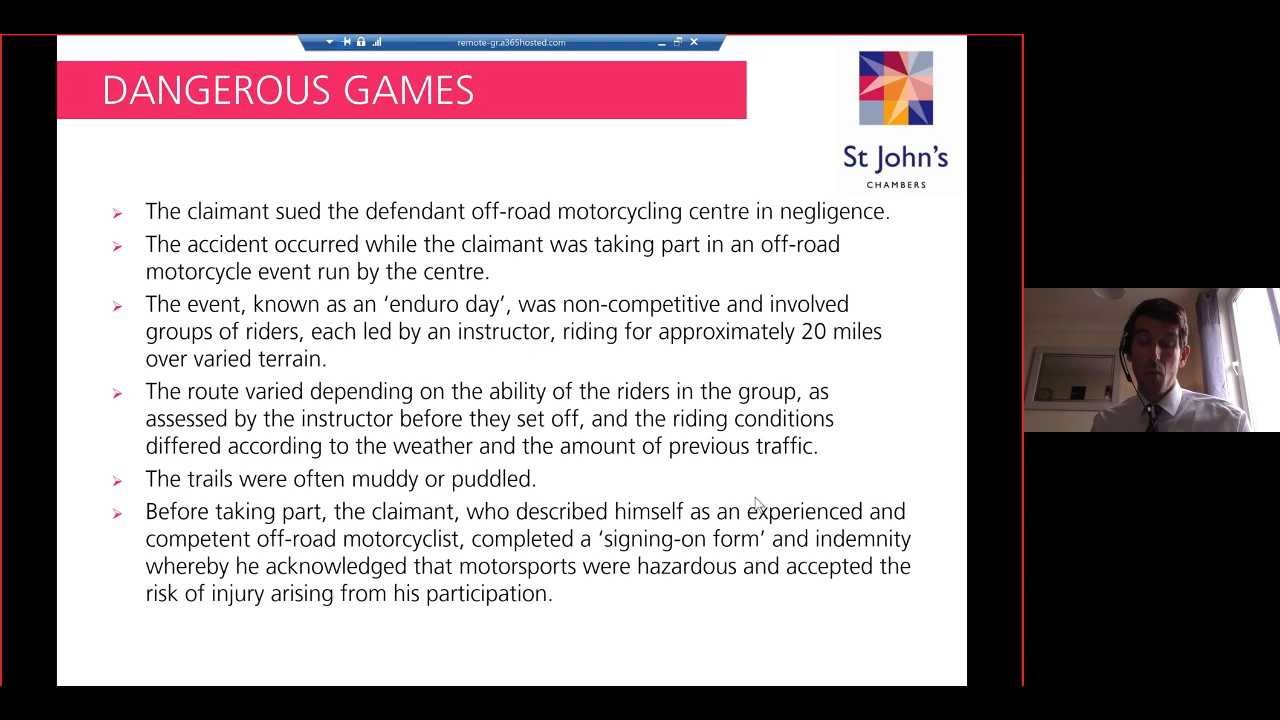 remote-gr.a365hosted.com
DANGEROUS GAMES
St John's
CHAMBERS
The claimant sued the defendant off-road motorcycling centre in negligence.
The accident occurred while the claimant was taking part in an off-road
motorcycle event run by the centre.
The event, known as an ‘enduro day’, was non-competitive and involved
groups of riders, each led by an instructor, riding for approximately 20 miles
over varied terrain.
The route varied depending on the ability of the riders in the group, as
assessed by the instructor before they set off, and the riding conditions
differed according to the weather and the amount of previous traffic.
The trails were often muddy or puddled.
Before taking part, the claimant, who described himself as an experienced and
competent off-road motorcyclist, completed a ‘signing-on form’ and indemnity
whereby he acknowledged that motorsports were hazardous and accepted the
risk of injury arising from his participation.